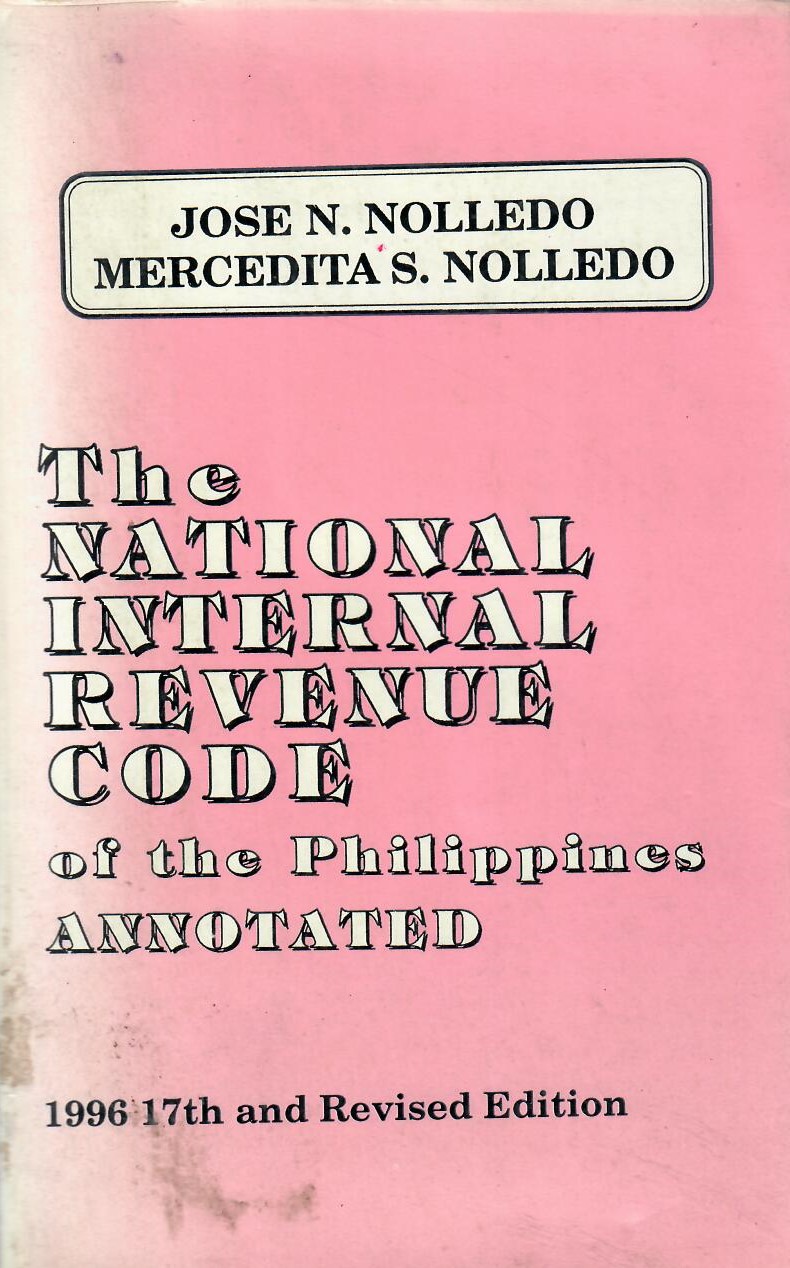 JOSE N. NOLLEDO
MERCEDITA S. NOLLEDO
The
NATIONAL
INTERNAL
REVENUE
CODE
of the Philippines
ANNOTATED
1996 17th and Revised Edition